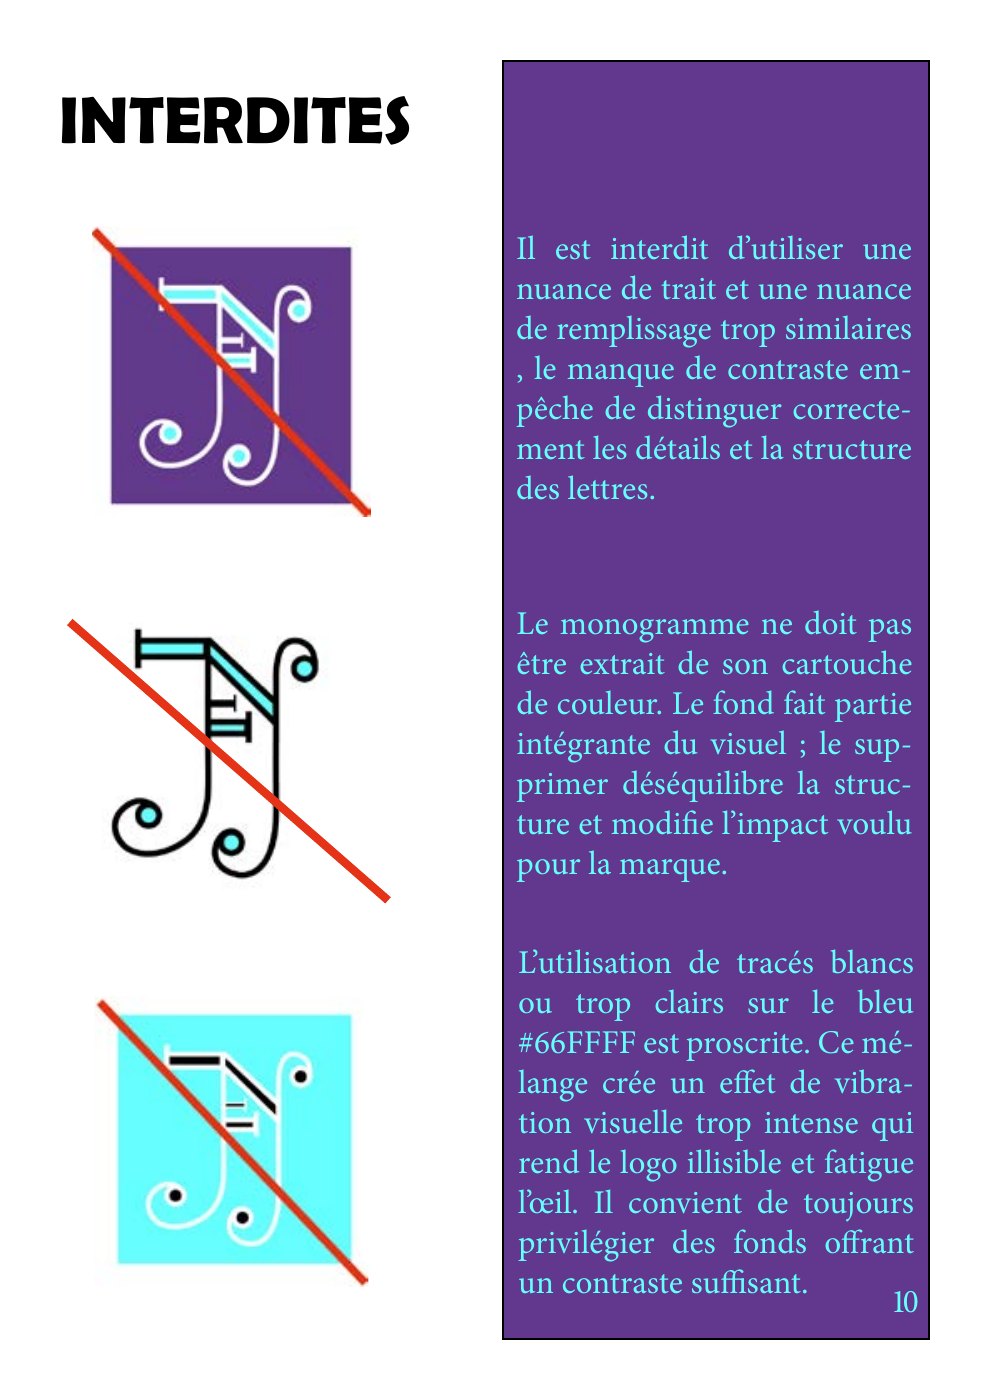 INTERDITES
Il est interdit d’utiliser une
nuance de trait et une nuance
de remplissage trop similaires
, le manque de contraste em-
pêche de distinguer correcte-
ment les détails et la structure
des lettres.
Le monogramme ne doit pas
être extrait de son cartouche
de couleur. Le fond fait partie
intégrante du visuel ; le sup-
primer déséquilibre la struc-
ture et modifie l’impact voulu
pour la marque.
L’utilisation de tracés blancs
ou trop clairs sur le bleu
#66FFFF est proscrite. Ce mé-
lange crée un effet de vibra-
tion visuelle trop intense qui
rend le logo illisible et fatigue
l’œil. Il convient de toujours
privilégier des fonds offrant
un contraste suffisant.
10